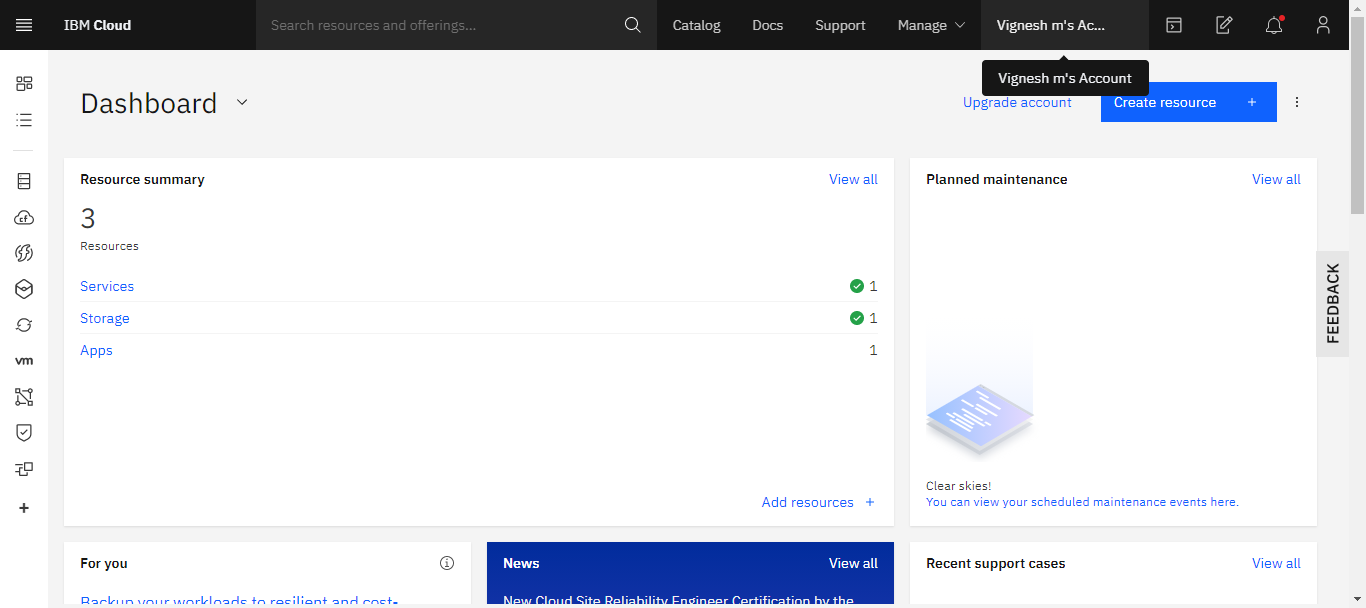 IBM Cloud
Search resources and offerings...
Catalog
Docs
Support
Manage
Vignesh m's Ac...
Vignesh m's Account
Dashboard
Upgrade account
Create resource +
Resource summary
View all
3
Resources
Services 1
Storage 1
Apps 1
Add resources +
Planned maintenance
View all
Clear skies!
You can view your scheduled maintenance events here.
FEEDBACK
cf
vm
For you
Backup your workloads to resilient and cost-
News
View all
New Cloud Site Reliability Engineer Certification by the
Recent support cases
View all